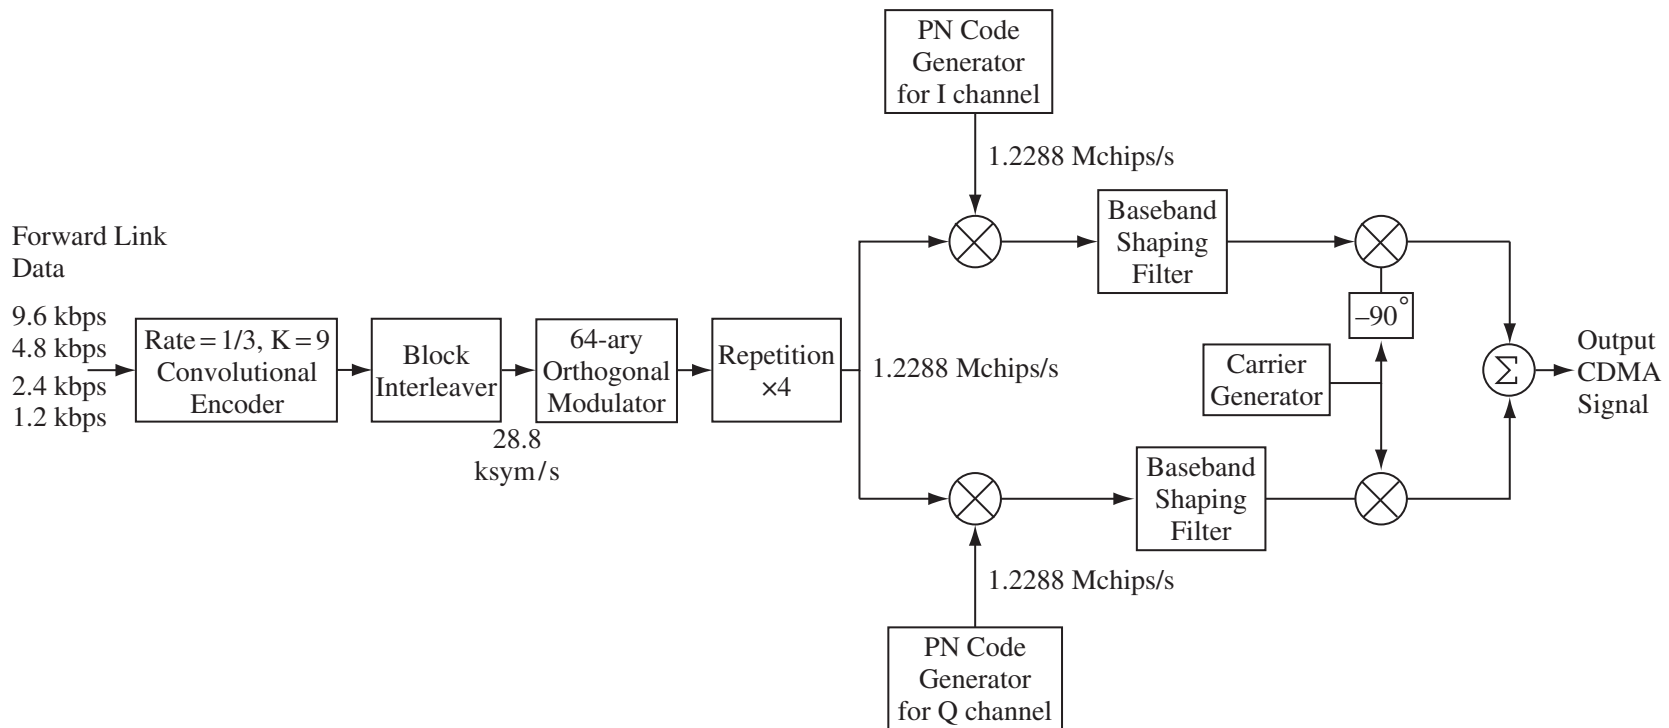 PN Code
Generator
for I channel
1.2288 Mchips/s
Forward Link
Data
9.6 kbps
4.8 kbps
2.4 kbps
1.2 kbps
Rate = 1/3, K = 9
Convolutional
Encoder
Block
Interleaver
28.8
ksym/s
64-ary
Orthogonal
Modulator
Repetition
×4
1.2288 Mchips/s
Baseband
Shaping
Filter
–90°
Carrier
Generator
Σ
Output
CDMA
Signal
Baseband
Shaping
Filter
1.2288 Mchips/s
PN Code
Generator
for Q channel